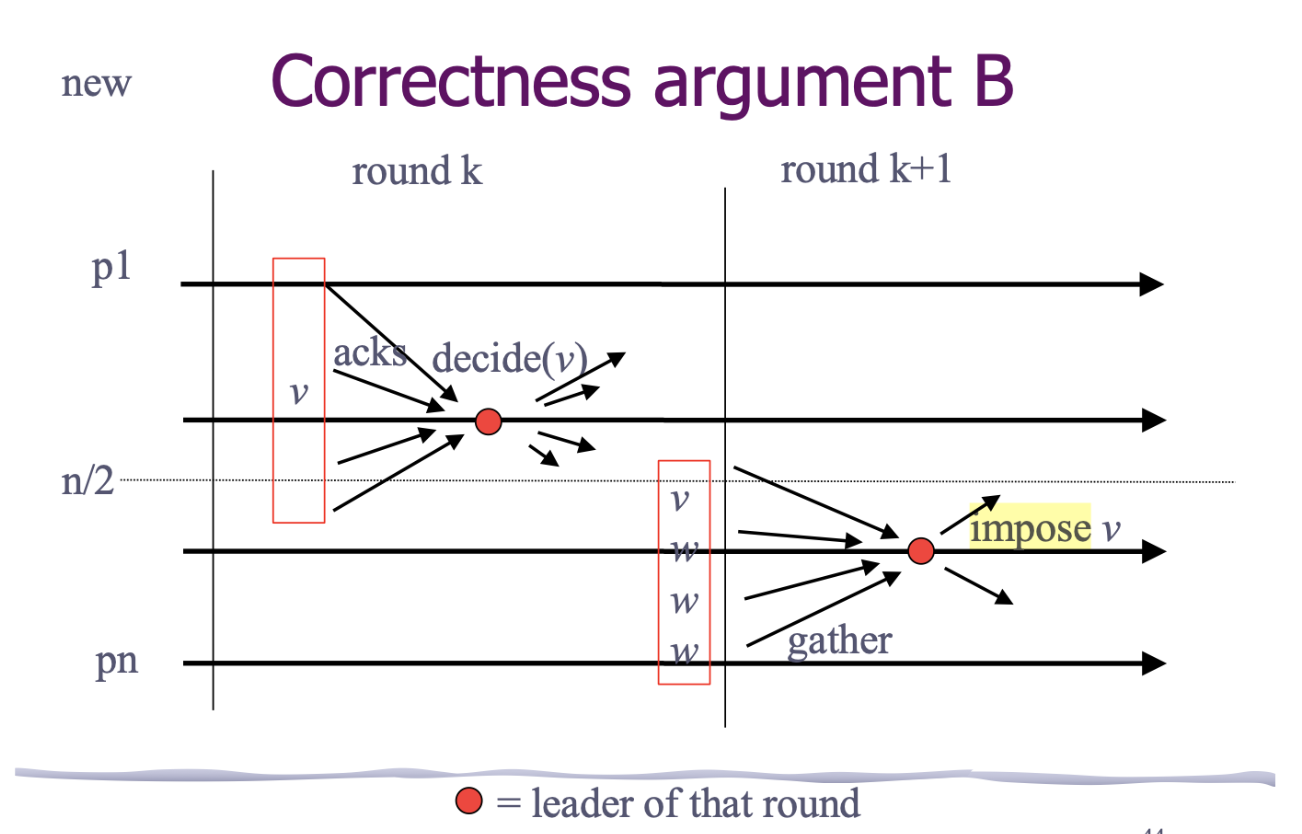 new
Correctness argument B
round k
round k+1
p1
acks
decide(v)
v
n/2
v
impose v
w
w
gather
w
pn
= leader of that round